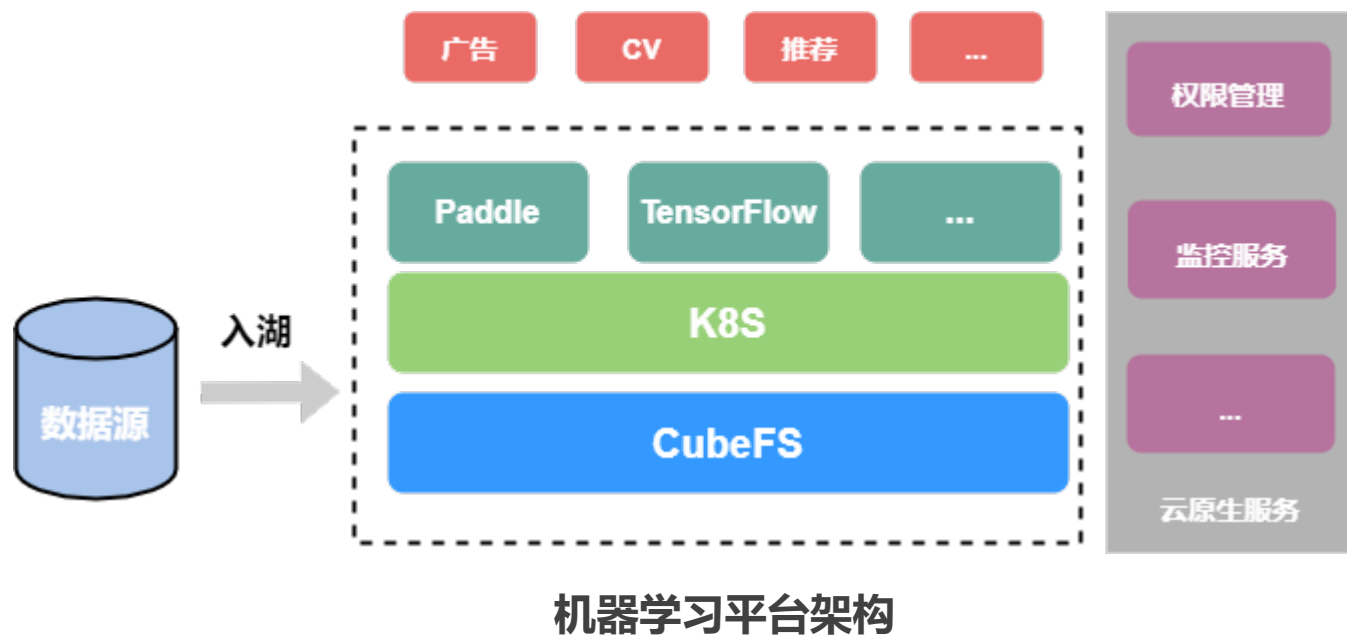 广告
CV
推荐
...
权限管理
Paddle
TensorFlow
...
监控服务
K8S
入湖
数据源
CubeFS
...
云原生服务
机器学习平台架构